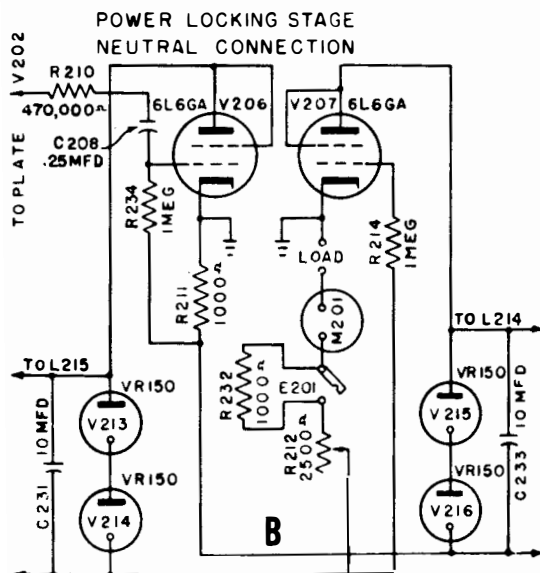 POWER LOCKING STAGE
NEUTRAL CONNECTION
TO PLATE V202
R210
470,000Ω
C208
.25MFD
6L6GA V206
V207 6L6GA
R234
1MEG
R211
1000Ω
LOAD
M201
R214
1MEG
R232
1000Ω
E201
R212
2500Ω
TO L215
TO L214
VR150
V213
VR150
V214
C231 10MFD
VR150
V215
VR150
V216
C233 10MFD
B